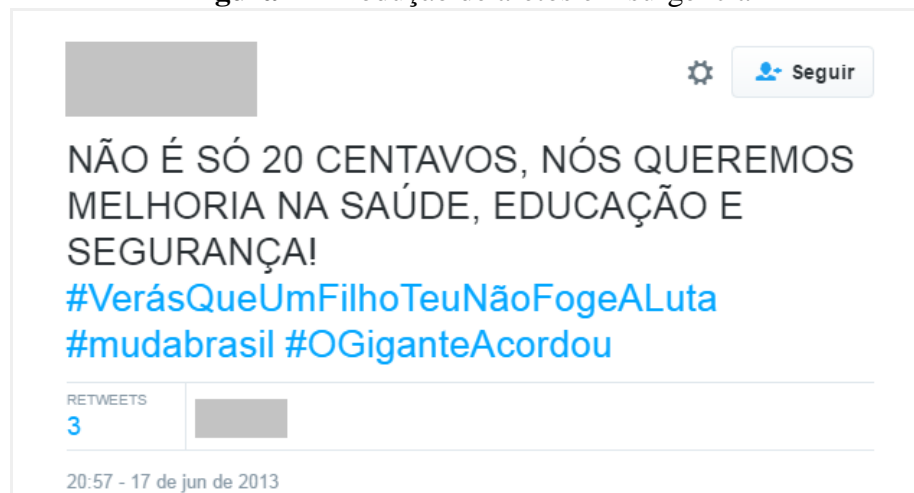 Seguir
NÃO É SÓ 20 CENTAVOS, NÓS QUEREMOS
MELHORIA NA SAÚDE, EDUCAÇÃO E
SEGURANÇA!
#VerásQueUmFilhoTeuNãoFogeALuta
#mudabrasil #OGiganteAcordou
RETWEETS
3
20:57 - 17 de jun de 2013